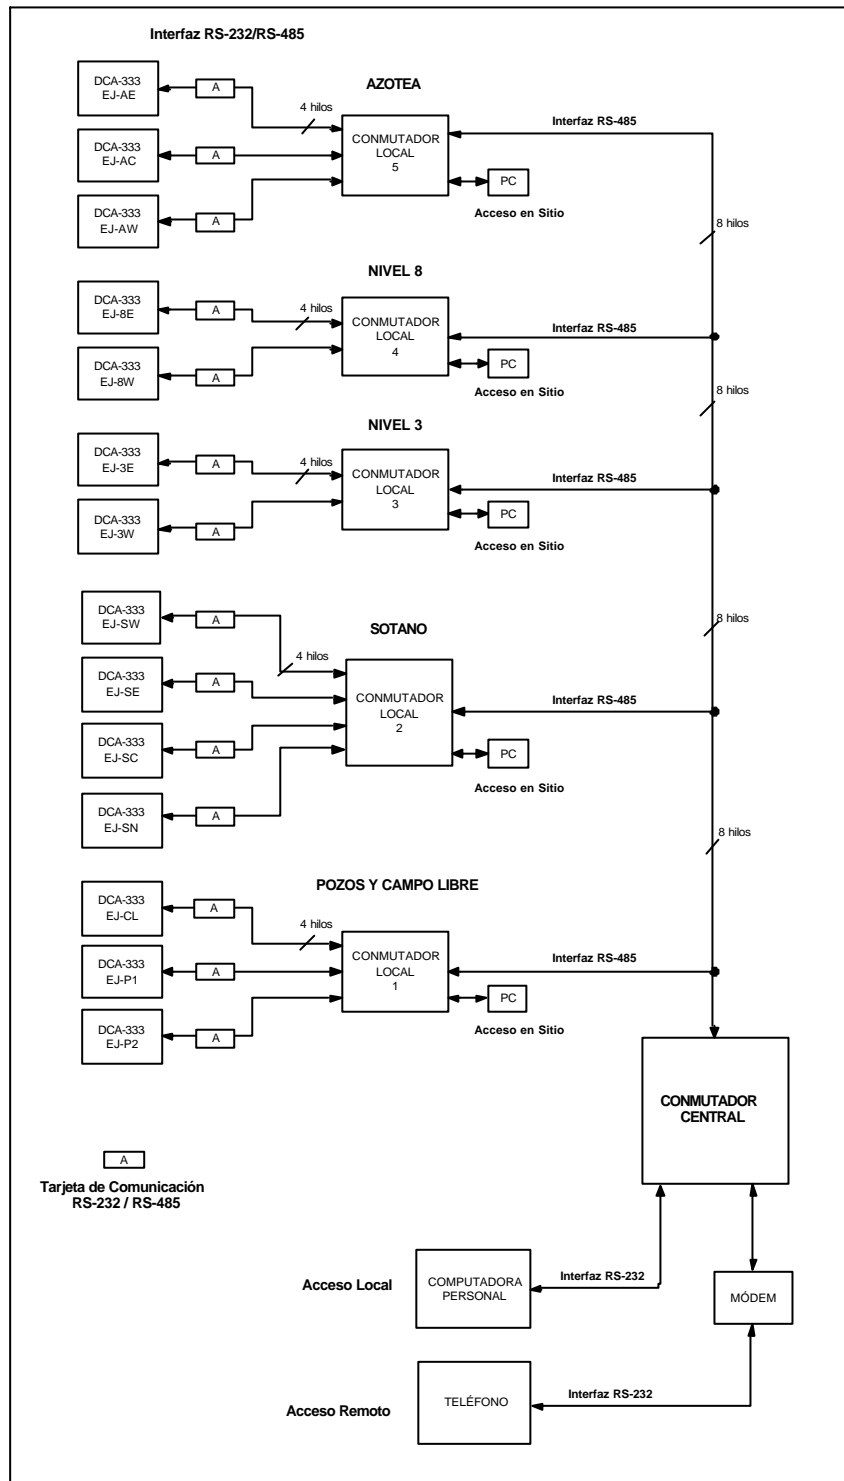 Interfaz RS-232/RS-485
AZOTEA
DCA-333
EJ-AE
A
4 hilos
DCA-333
EJ-AC
A
DCA-333
EJ-AW
A
CONMUTADOR
LOCAL
5
Interfaz RS-485
PC
Acceso en Sitio
8 hilos
NIVEL 8
DCA-333
EJ-8E
A
4 hilos
DCA-333
EJ-8W
A
CONMUTADOR
LOCAL
4
Interfaz RS-485
PC
Acceso en Sitio
8 hilos
NIVEL 3
DCA-333
EJ-3E
A
4 hilos
DCA-333
EJ-3W
A
CONMUTADOR
LOCAL
3
Interfaz RS-485
PC
Acceso en Sitio
8 hilos
SOTANO
DCA-333
EJ-SW
A
4 hilos
DCA-333
EJ-SE
A
DCA-333
EJ-SC
A
DCA-333
EJ-SN
A
CONMUTADOR
LOCAL
2
Interfaz RS-485
PC
Acceso en Sitio
8 hilos
POZOS Y CAMPO LIBRE
DCA-333
EJ-CL
A
4 hilos
DCA-333
EJ-P1
A
DCA-333
EJ-P2
A
CONMUTADOR
LOCAL
1
Interfaz RS-485
PC
Acceso en Sitio
CONMUTADOR
CENTRAL
A
Tarjeta de Comunicación
RS-232 / RS-485
Acceso Local
COMPUTADORA
PERSONAL
Interfaz RS-232
MÓDEM
Acceso Remoto
TELÉFONO
Interfaz RS-232